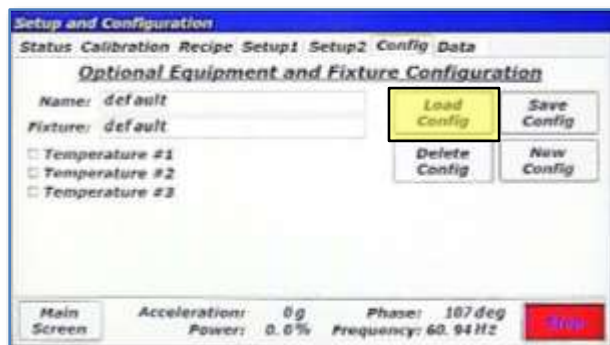 Setup and Configuration
Status Calibration Recipe Setup1 Setup2 Config Data
Optional Equipment and Fixture Configuration
Name: default
Fixture: default
Load Config
Save Config
Temperature #1
Temperature #2
Temperature #3
Delete Config
New Config
Main Screen
Acceleration: 0g
Phase: 107deg
Power: 0.0%
Frequency: 60.94Hz
Stop